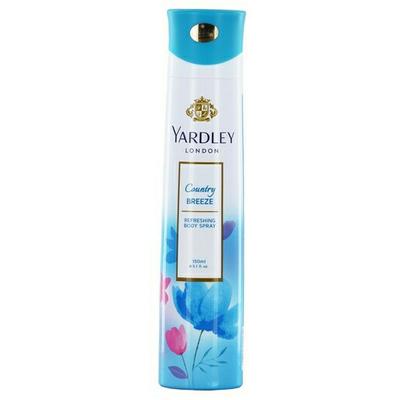 YARDLEY
LONDON
Country
BREEZE
REFRESHING
BODY SPRAY
150ml